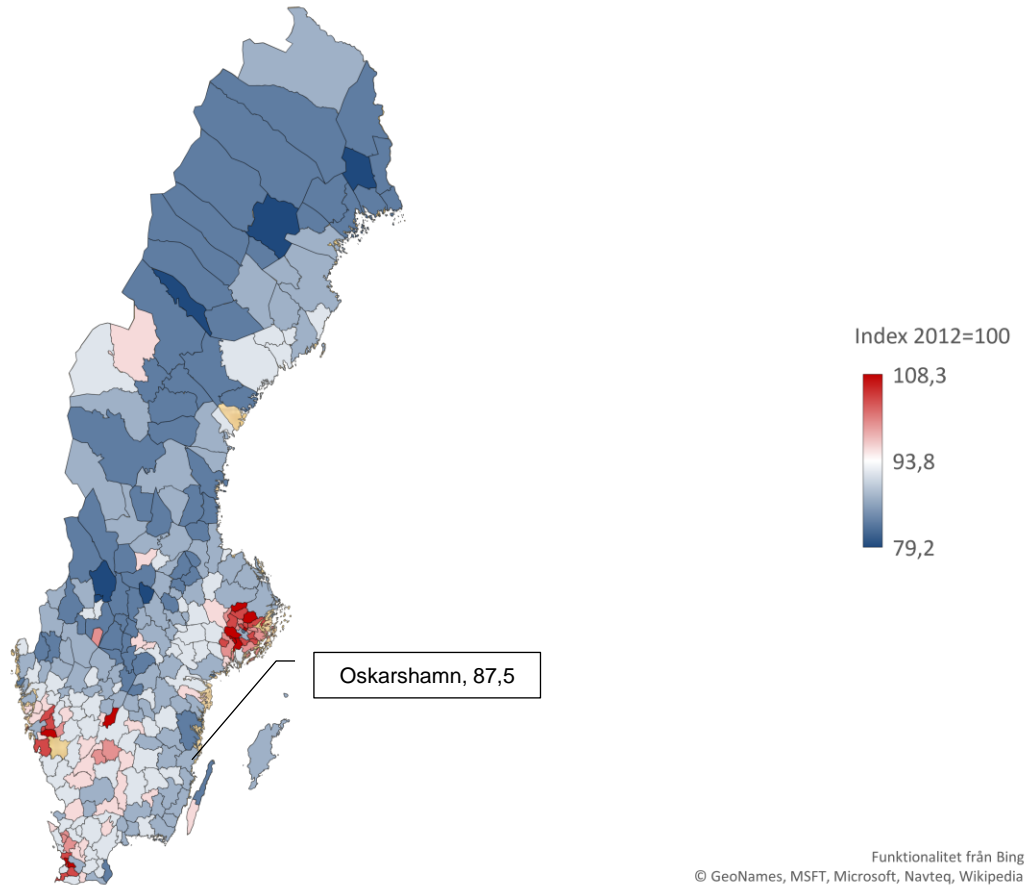 Index 2012=100
108,3
93,8
79,2
Oskarshamn, 87,5
Funktionalitet från Bing
© GeoNames, MSFT, Microsoft, Navteq, Wikipedia